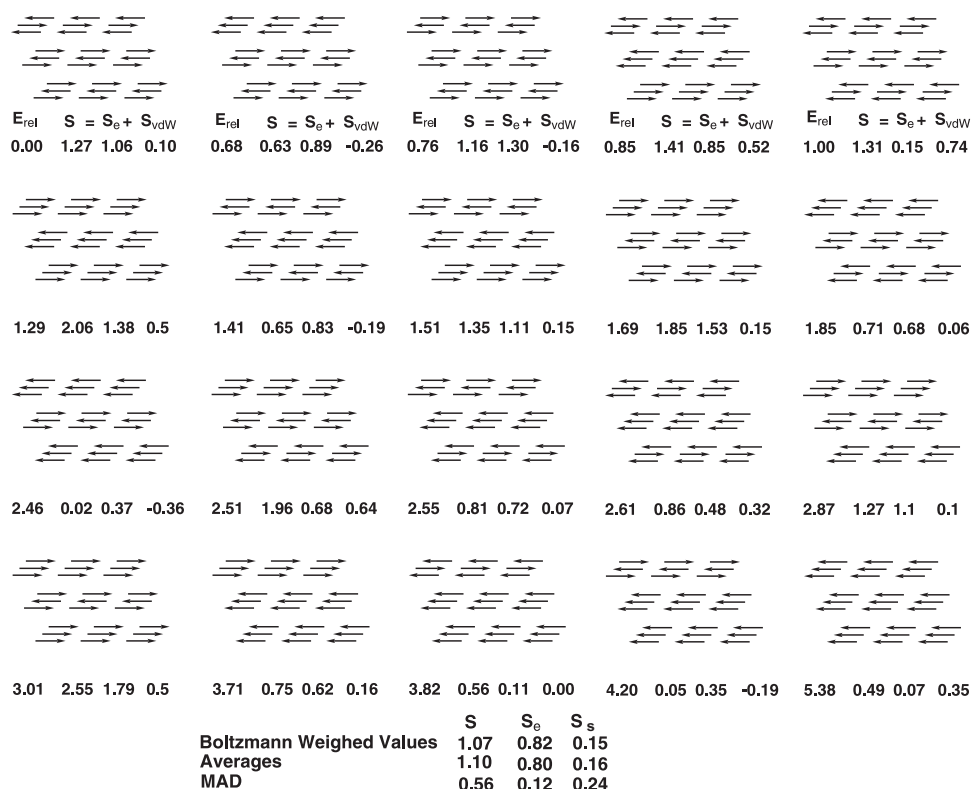 E_rel S = S_e + S_vdW E_rel S = S_e + S_vdW E_rel S = S_e + S_vdW E_rel S = S_e + S_vdW E_rel S = S_e + S_vdW
0.00 1.27 1.06 0.10 0.68 0.63 0.89 -0.26 0.76 1.16 1.30 -0.16 0.85 1.41 0.85 0.52 1.00 1.31 0.15 0.74
1.29 2.06 1.38 0.5 1.41 0.65 0.83 -0.19 1.51 1.35 1.11 0.15 1.69 1.85 1.53 0.15 1.85 0.71 0.68 0.06
2.46 0.02 0.37 -0.36 2.51 1.96 0.68 0.64 2.55 0.81 0.72 0.07 2.61 0.86 0.48 0.32 2.87 1.27 1.1 0.1
3.01 2.55 1.79 0.5 3.71 0.75 0.62 0.16 3.82 0.56 0.11 0.00 4.20 0.05 0.35 -0.19 5.38 0.49 0.07 0.35
S S_e S_s
Boltzmann Weighed Values 1.07 0.82 0.15
Averages 1.10 0.80 0.16
MAD 0.56 0.12 0.24